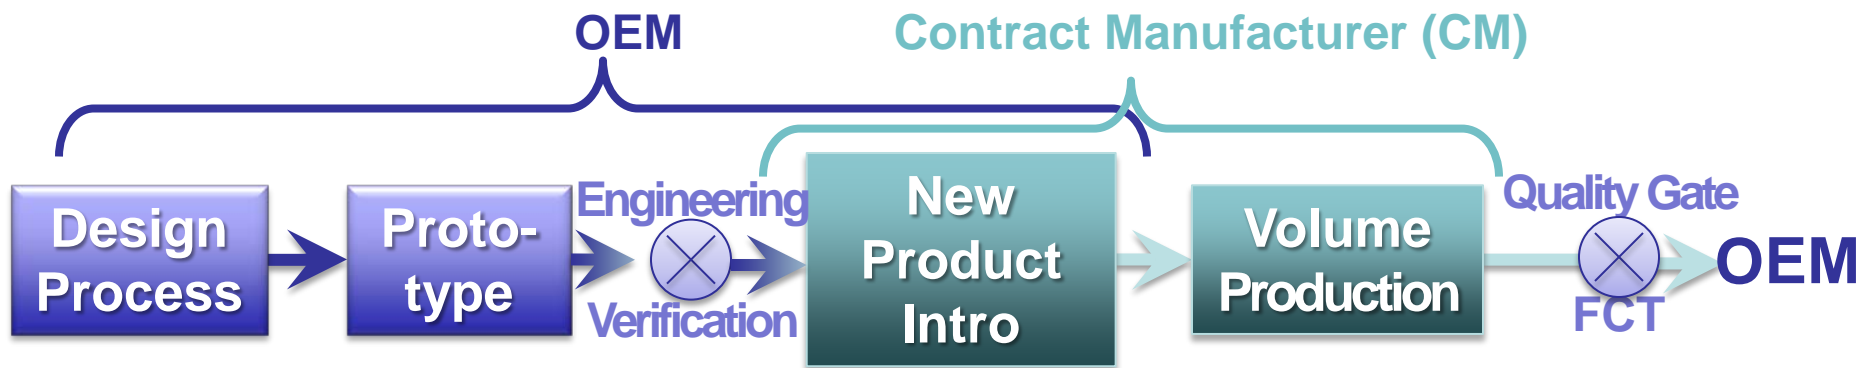 OEM
Contract Manufacturer (CM)
Design
Process
Proto-
type
Engineering
Verification
New
Product
Intro
Volume
Production
Quality Gate
FCT
OEM